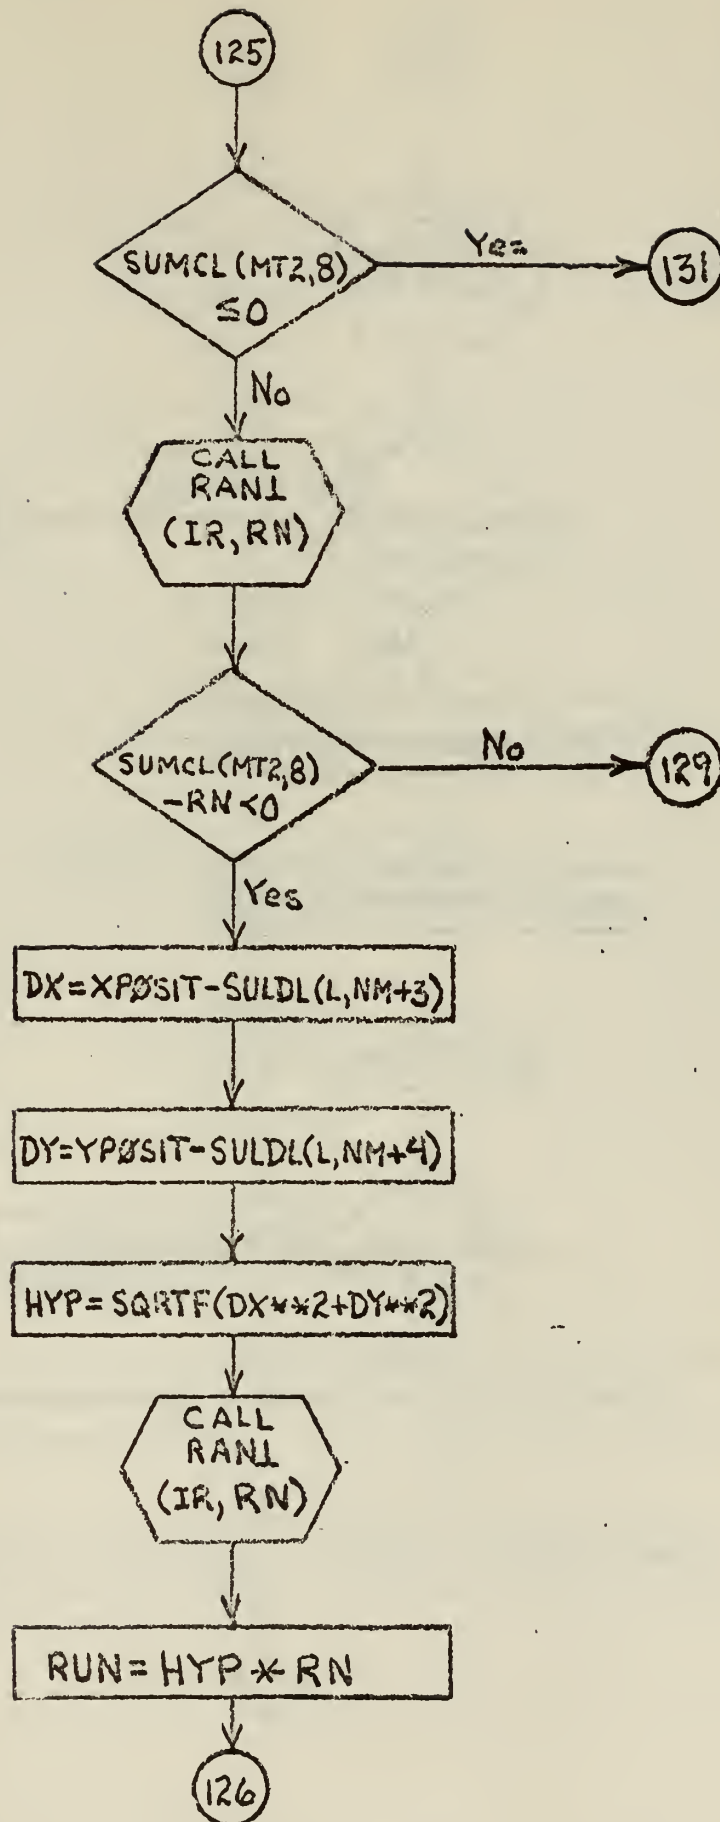 125
SUMCL(MT2,8)
≤0
Yes
131
No
CALL
RAN1
(IR, RN)
SUMCL(MT2,8)
-RN<0
No
129
Yes
DX=XPØSIT-SULDL(L,NM+3)
DY=YPØSIT-SULDL(L,NM+4)
HYP=SQRTF(DX**2+DY**2)
CALL
RAN1
(IR, RN)
RUN=HYP*RN
126